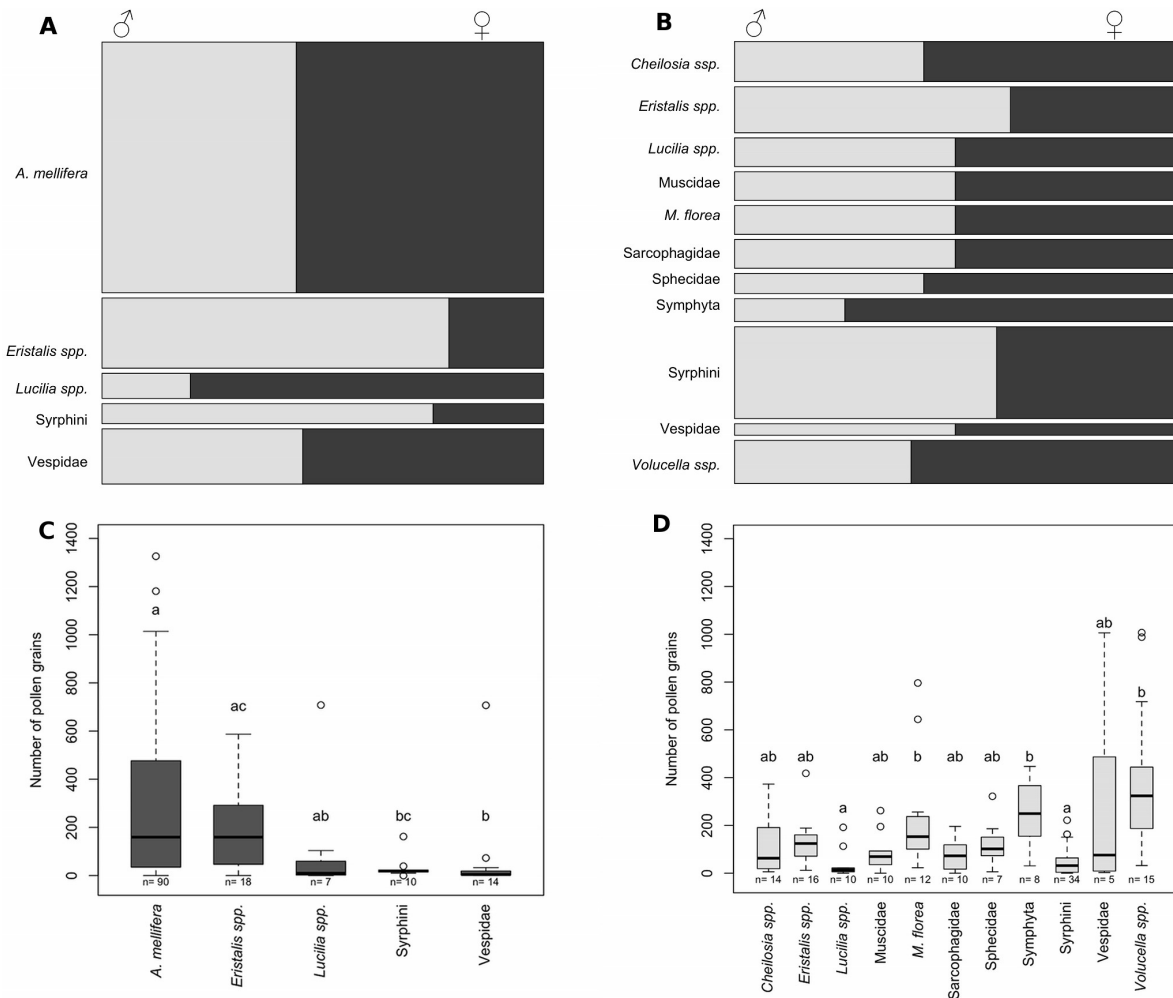 A
♂ ♀
A. mellifera
Eristalis spp.
Lucilia spp.
Syrphini
Vespidae
B
♂ ♀
Cheilosia ssp.
Eristalis spp.
Lucilia spp.
Muscidae
M. florea
Sarcophagidae
Sphecidae
Symphyta
Syrphini
Vespidae
Volucella ssp.
C
Number of pollen grains
1400
1200
1000
800
600
400
200
0
a
ac
ab
bc
b
n= 90
n= 18
n= 7
n= 10
n= 14
A. mellifera
Eristalis spp.
Lucilia spp.
Syrphini
Vespidae
D
Number of pollen grains
1400
1200
1000
800
600
400
200
0
ab
ab
a
ab
b
ab
ab
b
a
ab
b
n= 14
n= 16
n= 10
n= 10
n= 12
n= 10
n= 7
n= 8
n= 34
n= 5
n= 15
Cheilosia spp.
Eristalis spp.
Lucilia spp.
Muscidae
M. florea
Sarcophagidae
Sphecidae
Symphyta
Syrphini
Vespidae
Volucella spp.